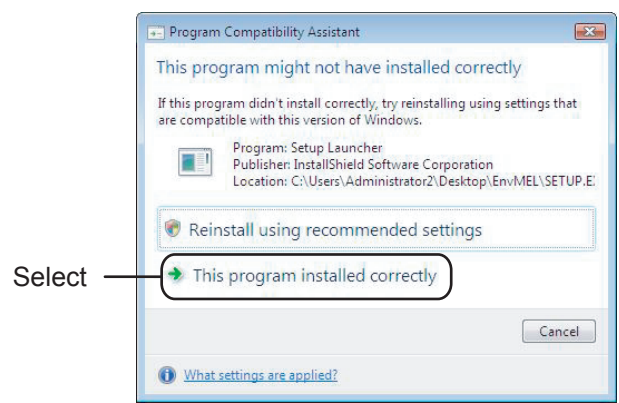 Program Compatibility Assistant
This program might not have installed correctly
If this program didn't install correctly, try reinstalling using settings that
are compatible with this version of Windows.
Program: Setup Launcher
Publisher: InstallShield Software Corporation
Location: C:\Users\Administrator2\Desktop\EnvMEL\SETUP.E
Reinstall using recommended settings
Select
This program installed correctly
Cancel
What settings are applied?